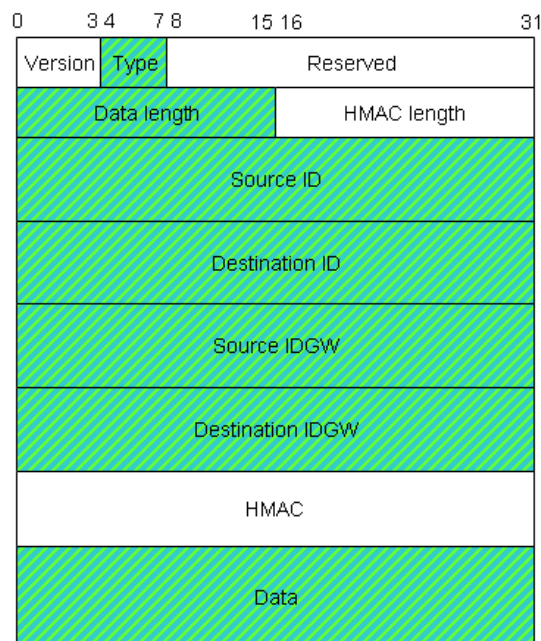 0 3 4 7 8 15 16 31
Version Type Reserved
Data length HMAC length
Source ID
Destination ID
Source IDGW
Destination IDGW
HMAC
Data